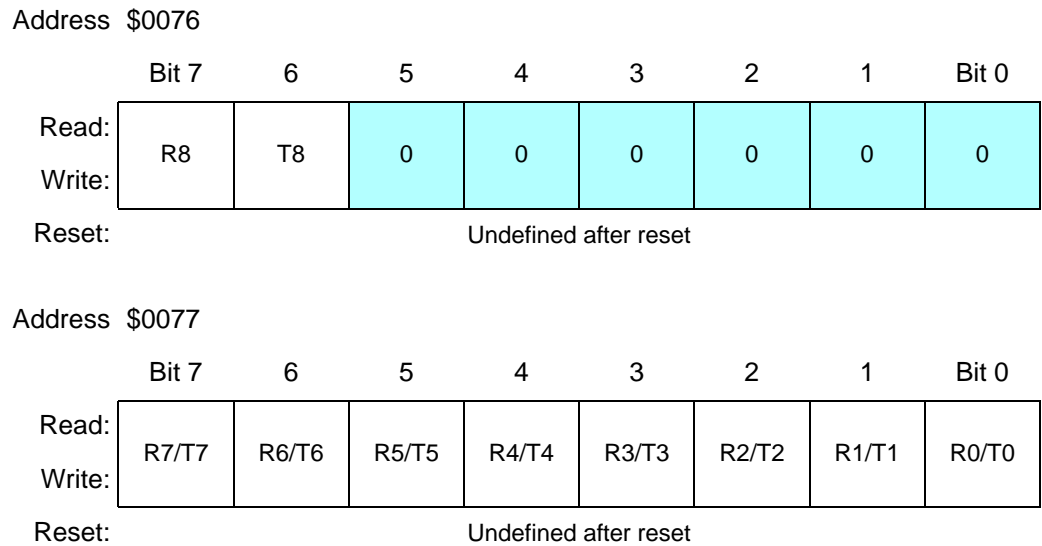 Address $0076
Bit 7 6 5 4 3 2 1 Bit 0
Read:
R8 T8 0 0 0 0 0 0
Write:
Reset: Undefined after reset
Address $0077
Bit 7 6 5 4 3 2 1 Bit 0
Read:
R7/T7 R6/T6 R5/T5 R4/T4 R3/T3 R2/T2 R1/T1 R0/T0
Write:
Reset: Undefined after reset